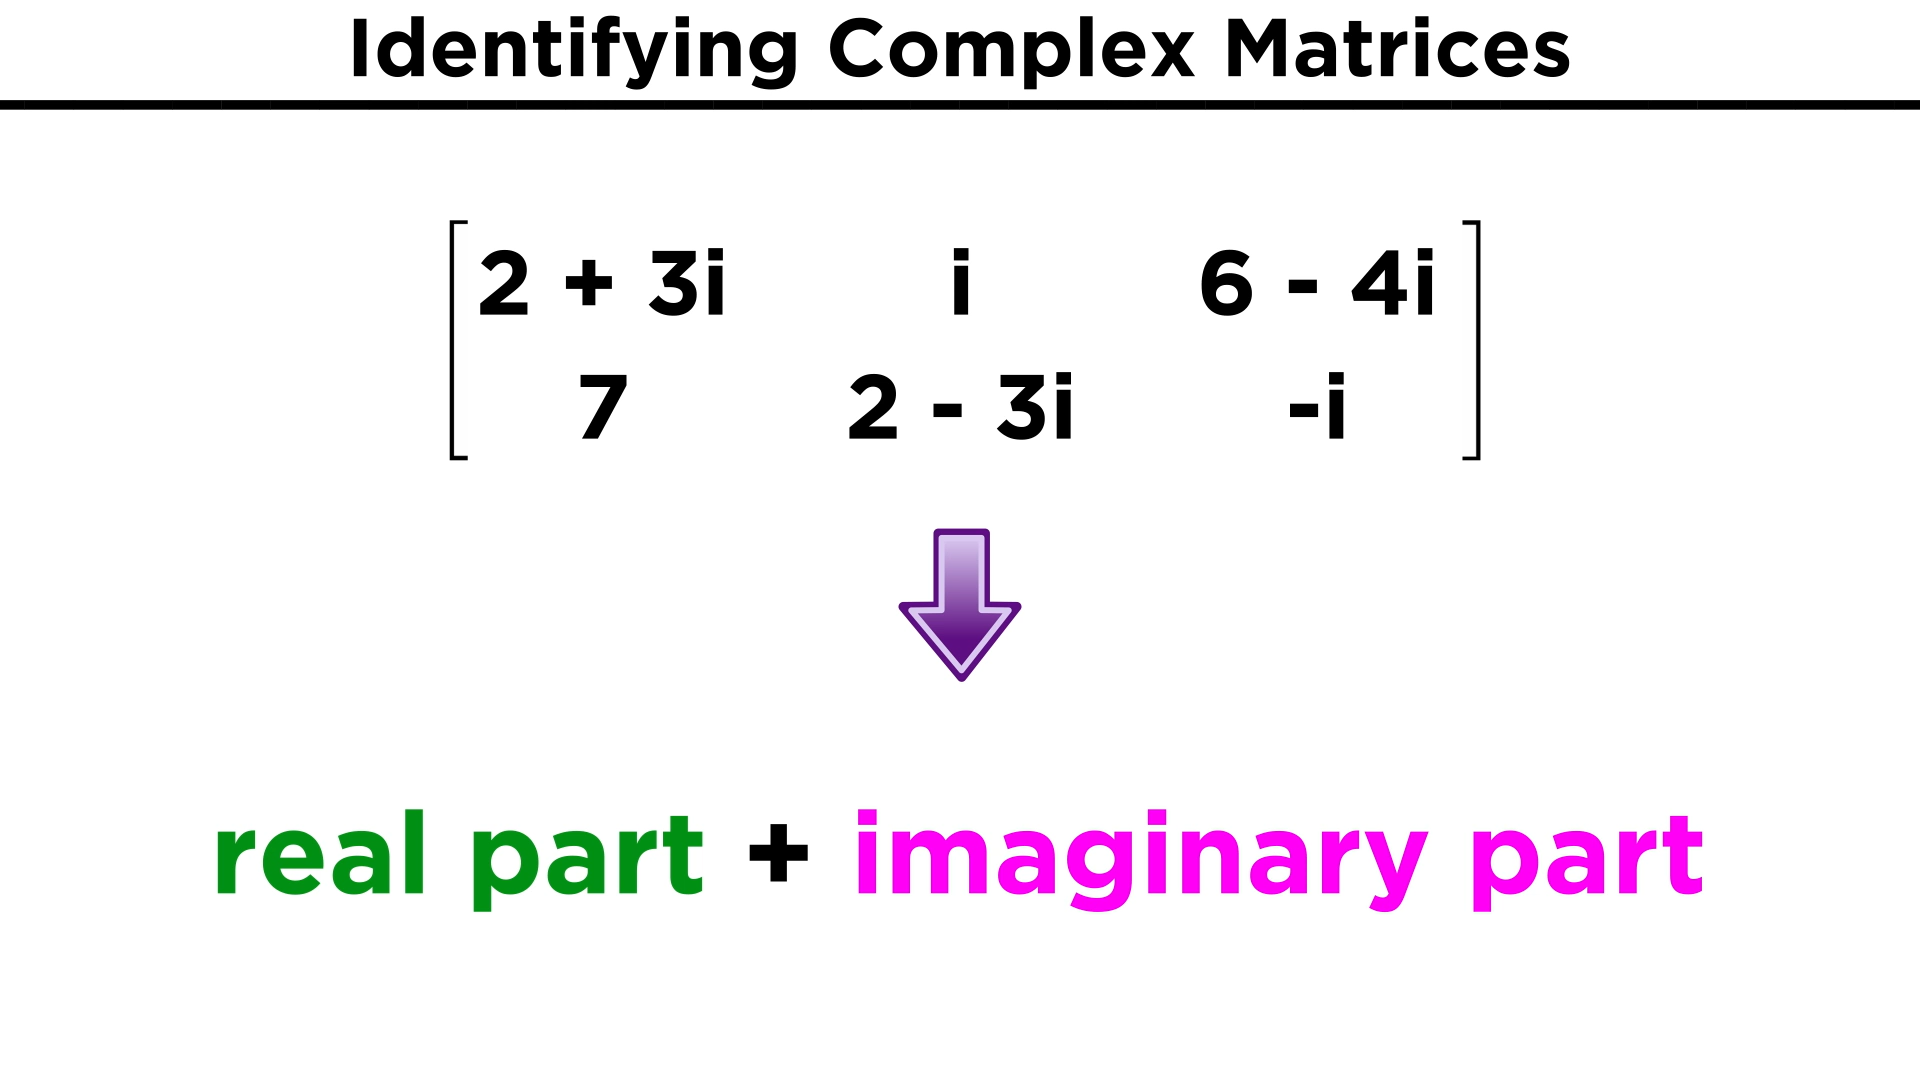 Identifying Complex Matrices
2 + 3i i 6 - 4i
7 2 - 3i -i
real part + imaginary part